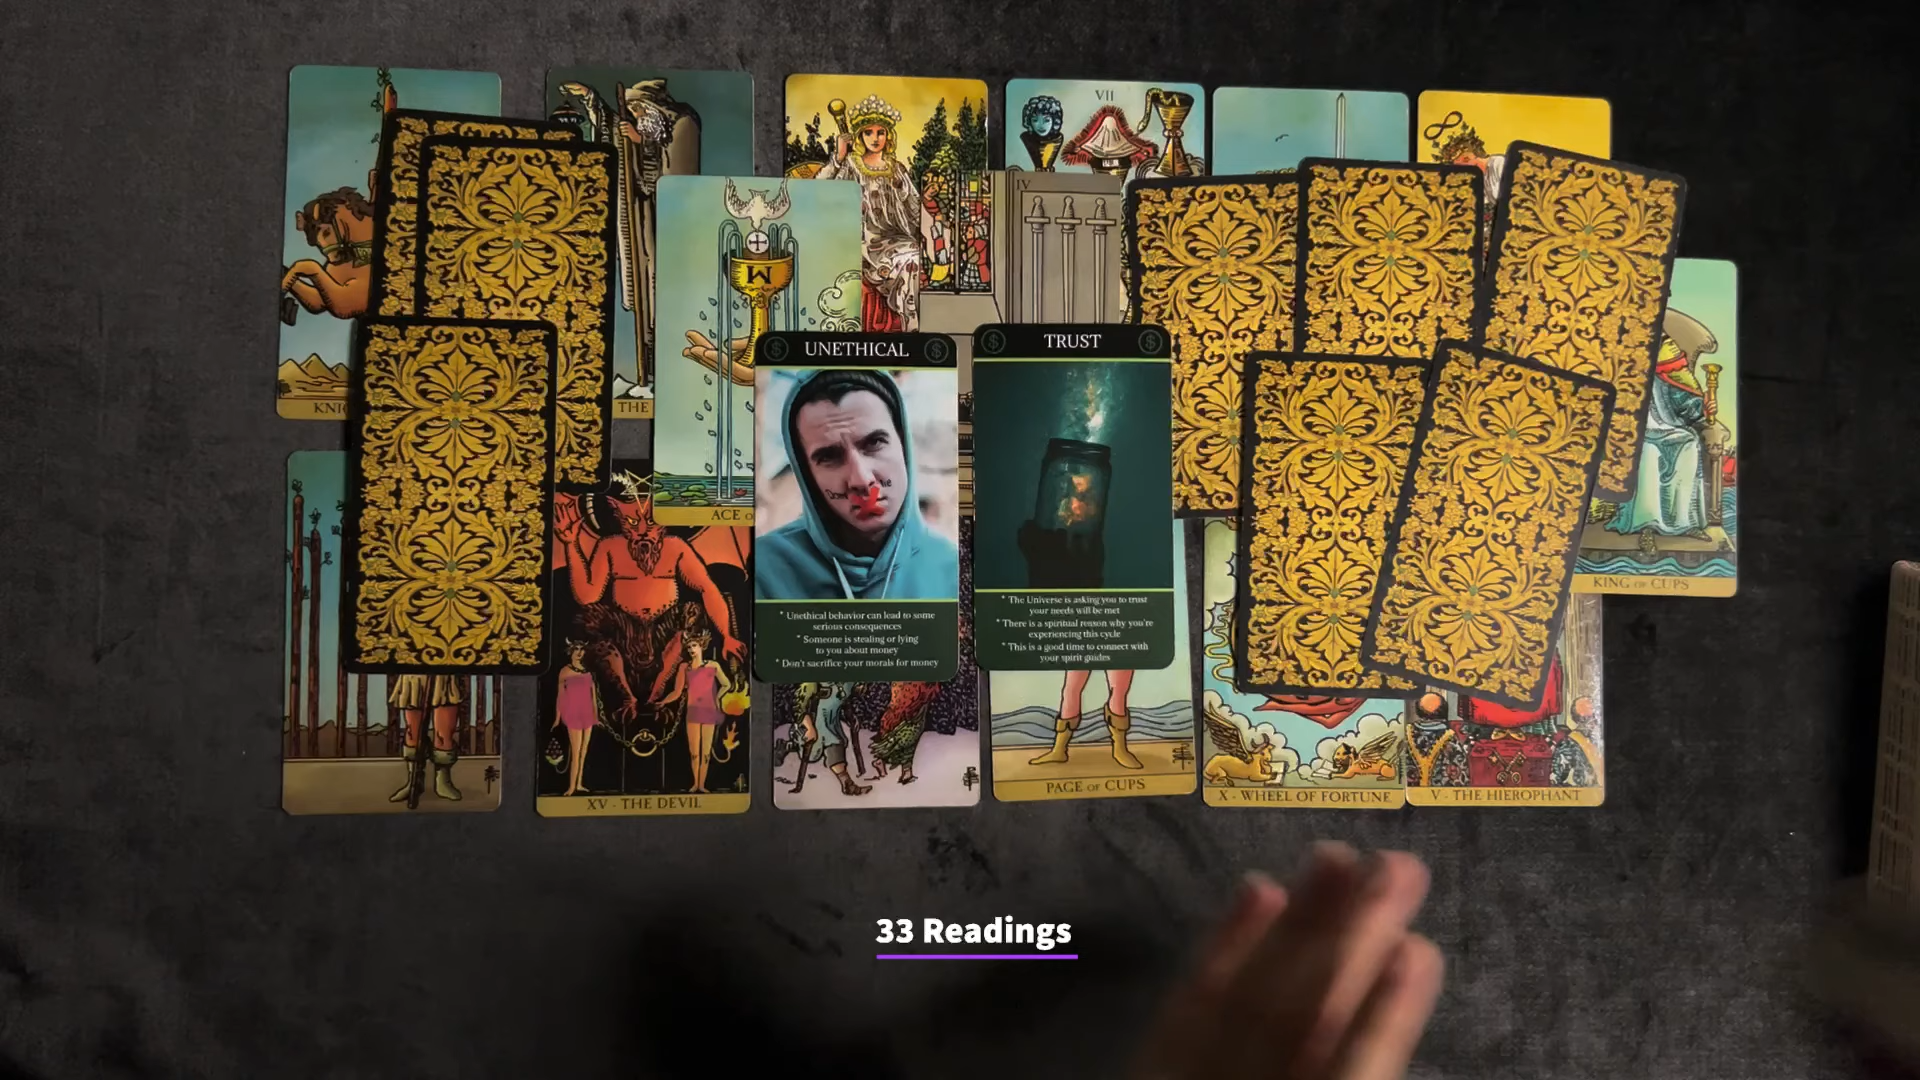 VII
IV
UNETHICAL
TRUST
KNI
THE
ACE O
* Unethical behavior can lead to some
serious consequences
* Someone is stealing or lying
to you about money
* Don't sacrifice your morals for money
* The Universe is asking you to trust
your needs will be met
* There is a spiritual reason why you're
experiencing this cycle
* This is a good time to connect with
your spirit guides
KING OF CUPS
XV - THE DEVIL
PAGE OF CUPS
X - WHEEL OF FORTUNE
V - THE HIEROPHANT
33 Readings